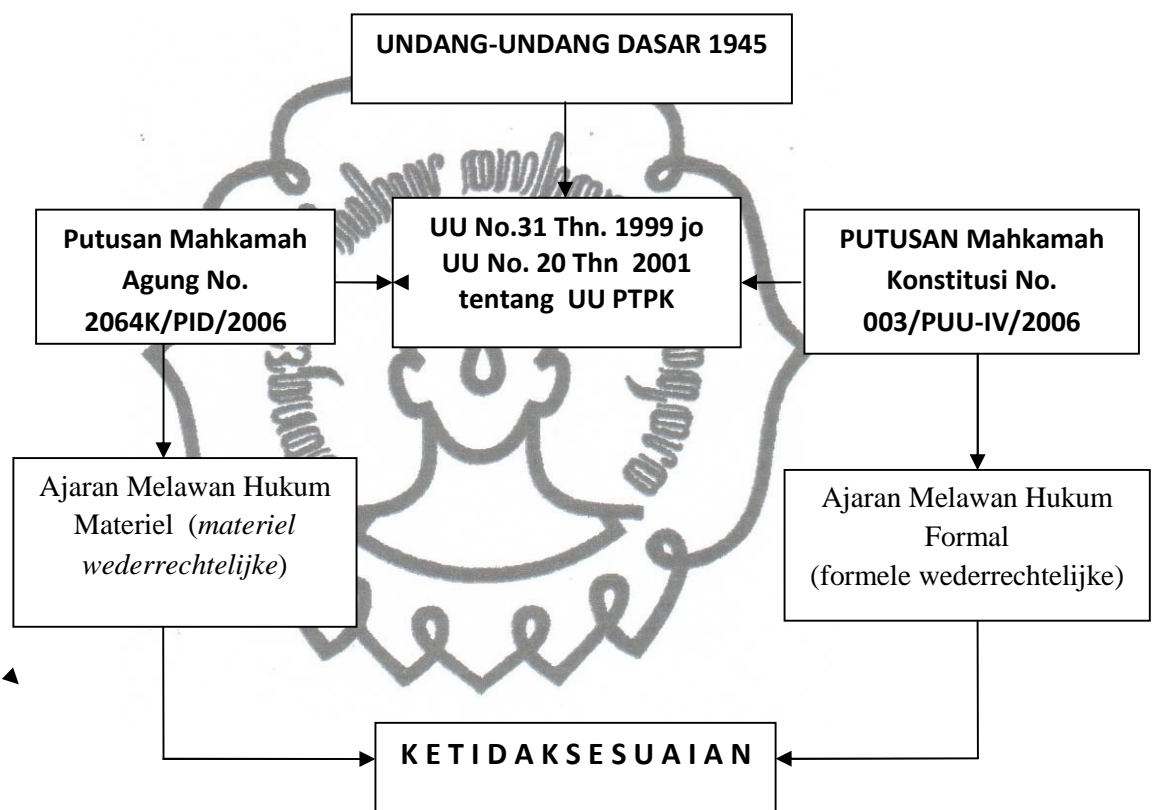 UNDANG-UNDANG DASAR 1945
Putusan Mahkamah
Agung No.
2064K/PID/2006
UU No.31 Thn. 1999 jo
UU No. 20 Thn 2001
tentang UU PTPK
PUTUSAN Mahkamah
Konstitusi No.
003/PUU-IV/2006
Ajaran Melawan Hukum
Materiel (materiel
wederrechtelijke)
Ajaran Melawan Hukum
Formal
(formele wederrechtelijke)
K E T I D A K S E S U A I A N